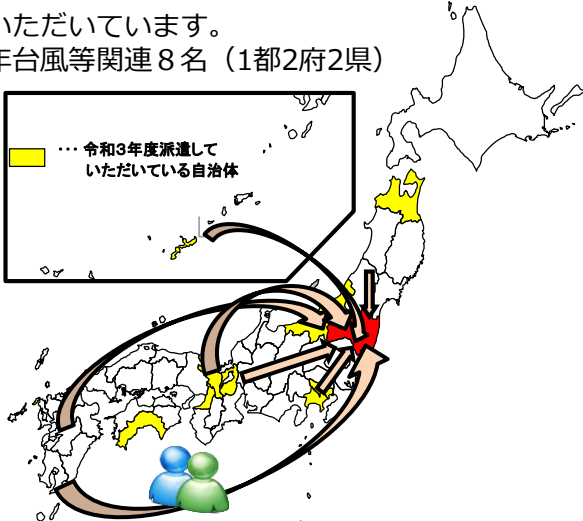 いただいています。
年台風等関連８名（1都2府2県）
… 令和３年度派遣して
いただいている自治体